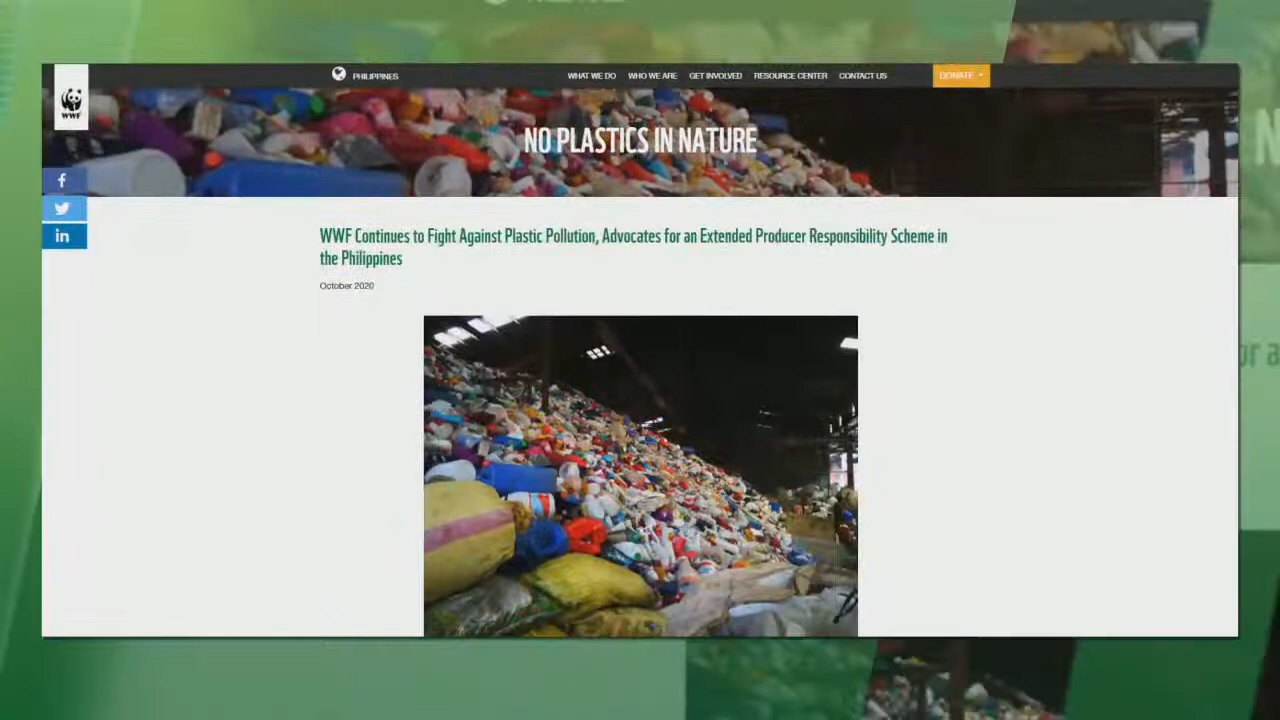 PHILIPPINES
WHAT WE DO WHO WE ARE GET INVOLVED RESOURCE CENTER CONTACT US
DONATE
WWF
NO PLASTICS IN NATURE
f
in
WWF Continues to Fight Against Plastic Pollution, Advocates for an Extended Producer Responsibility Scheme in
the Philippines
October 2020
or a